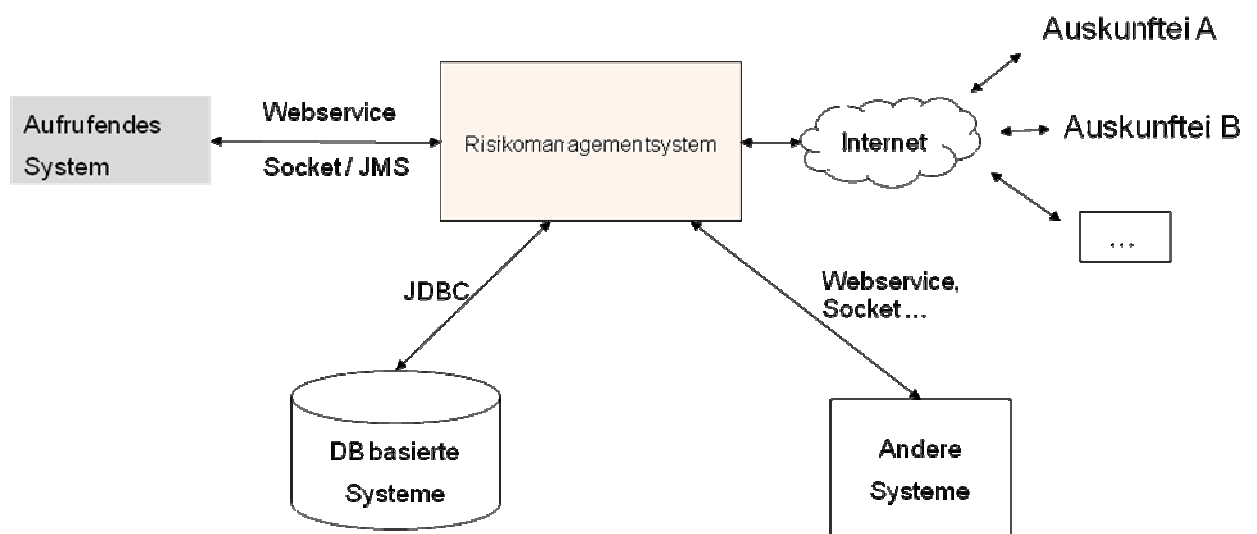 Auskunftei A
Webservice
Aufrufendes
System
Risikomanagementsystem
Internet
Auskunftei B
Socket / JMS
...
JDBC
Webservice,
Socket ...
DB basierte
Systeme
Andere
Systeme